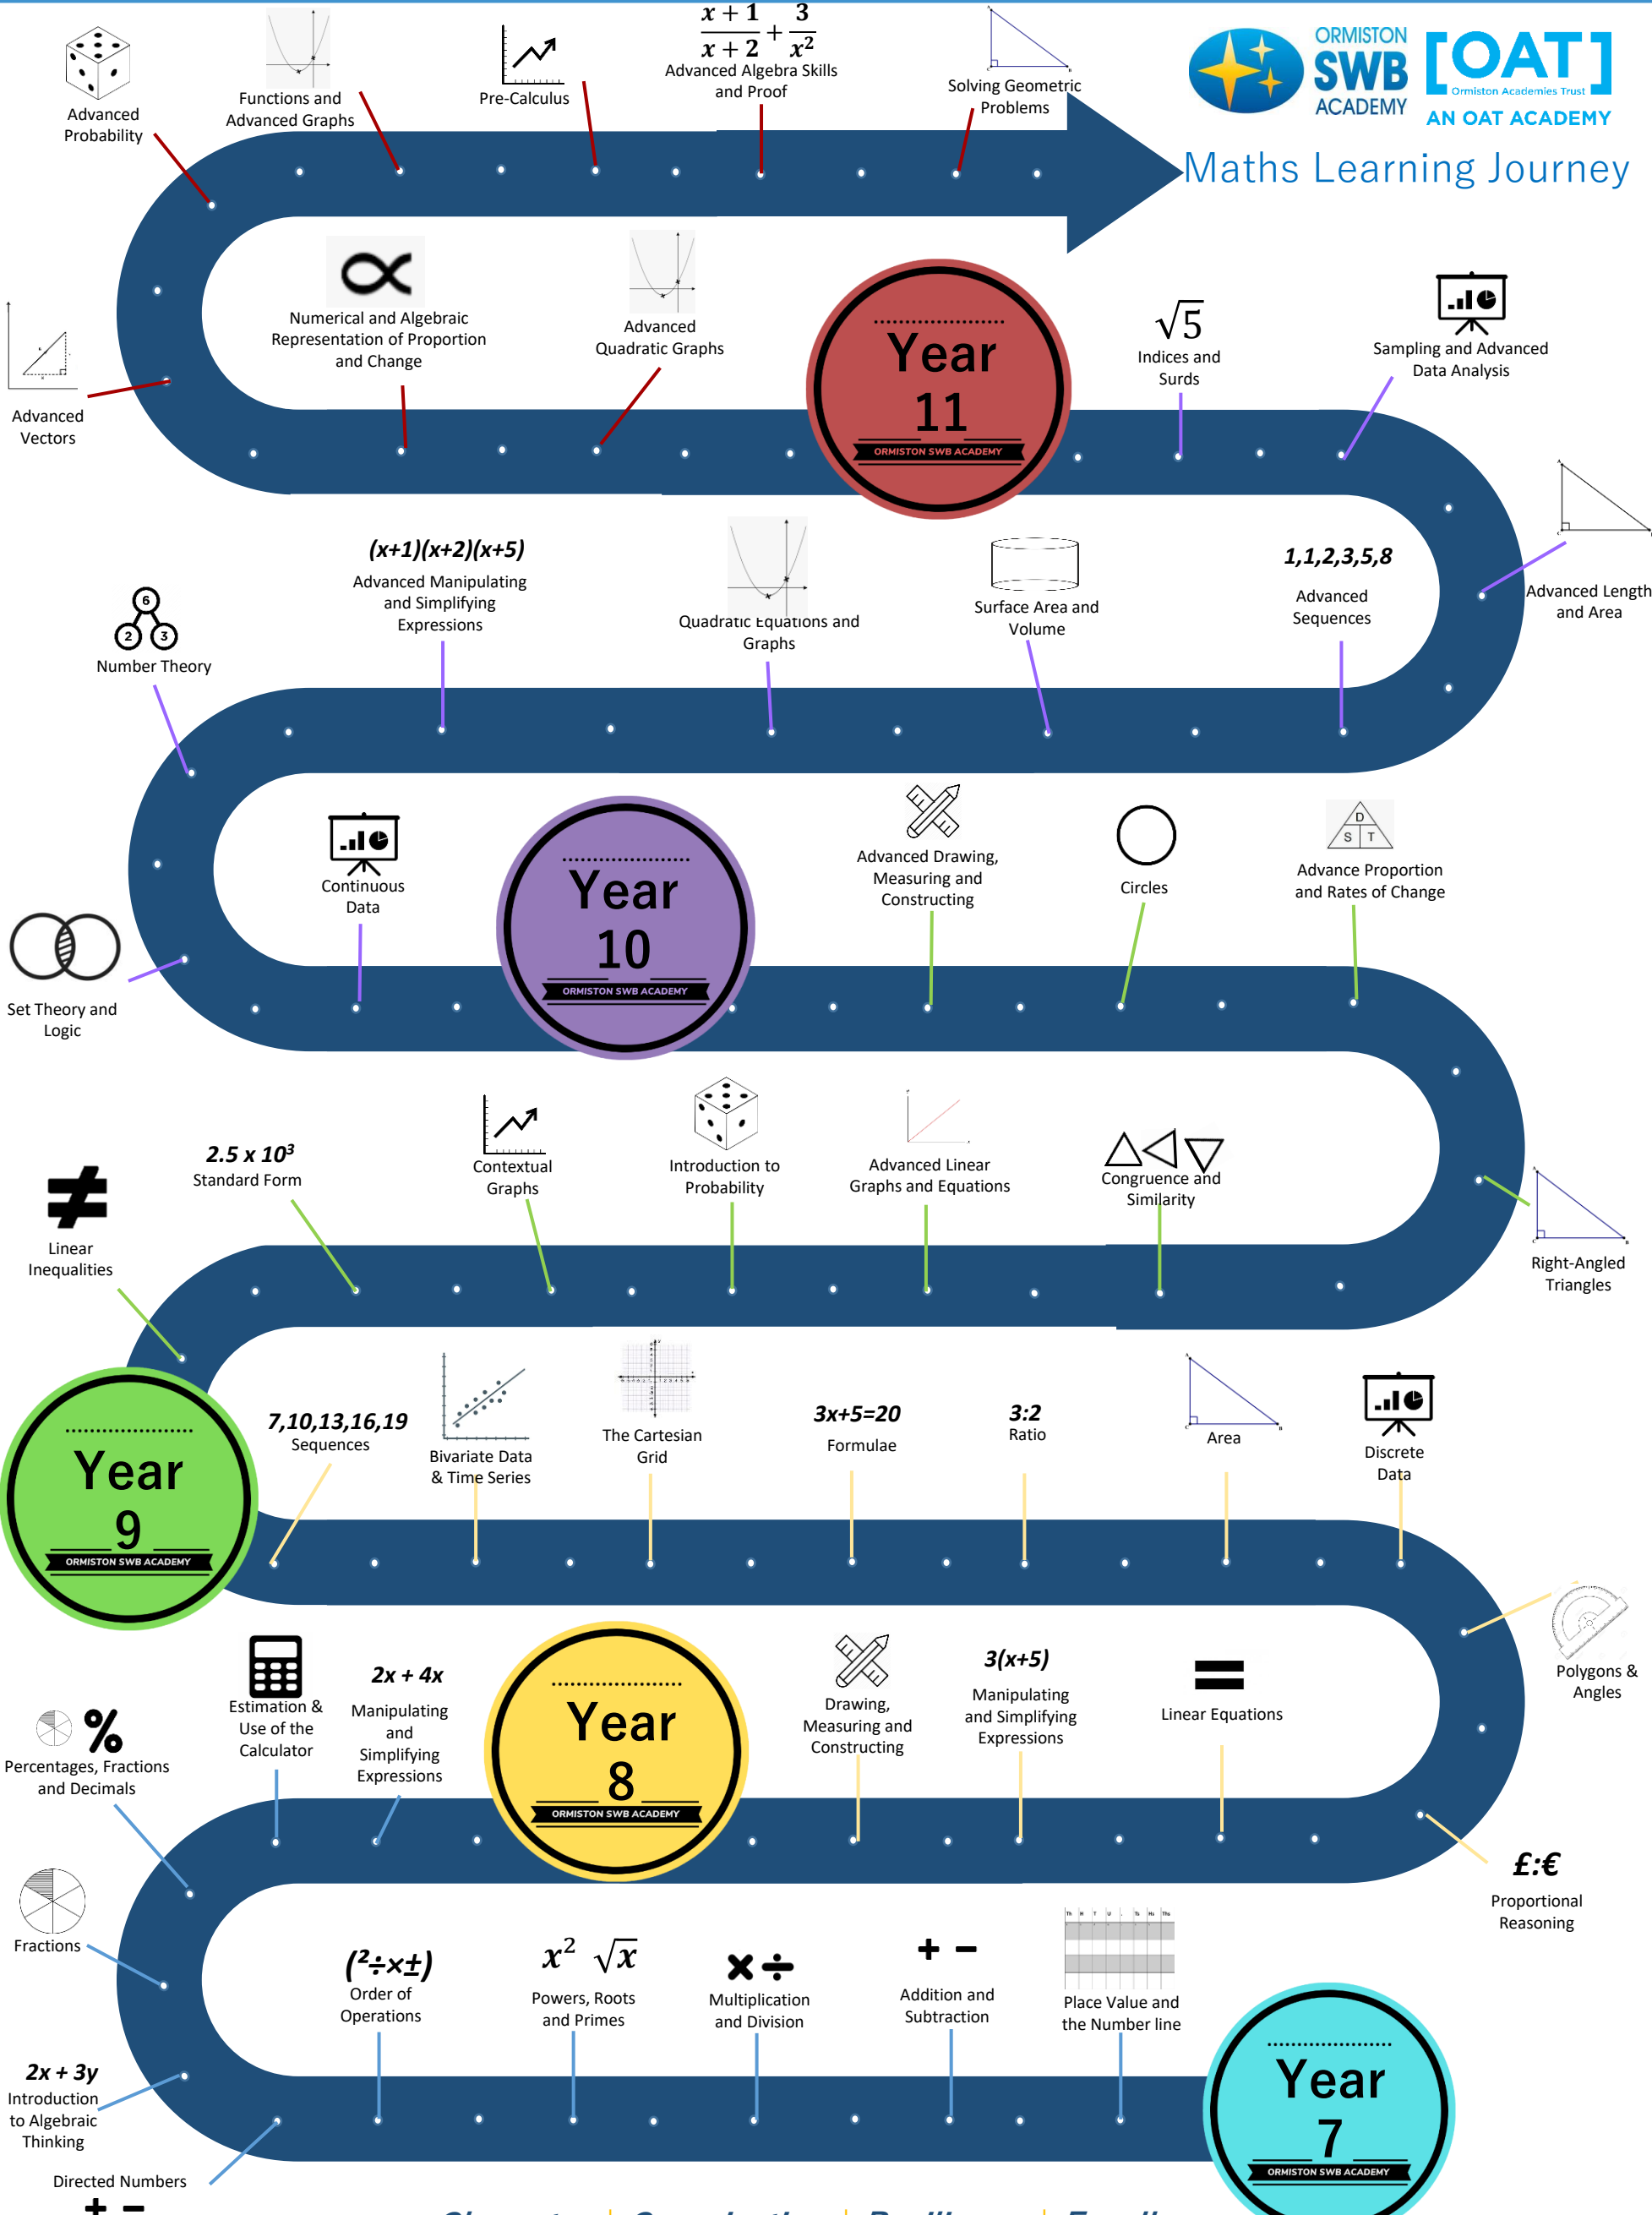 x + 1
x + 2
+
3
x²
Advanced Algebra Skills
and Proof
Advanced
Probability
Functions and
Advanced Graphs
Pre-Calculus
Solving Geometric
Problems
ORMISTON
SWB
ACADEMY
[OAT]
Ormiston Academies Trust
AN OAT ACADEMY
Maths Learning Journey
Advanced
Vectors
Numerical and Algebraic
Representation of Proportion
and Change
Advanced
Quadratic Graphs
Year
11
ORMISTON SWB ACADEMY
√5
Indices and
Surds
Sampling and Advanced
Data Analysis
Advanced Length
and Area
6
2 3
Number Theory
(x+1)(x+2)(x+5)
Advanced Manipulating
and Simplifying
Expressions
Quadratic Equations and
Graphs
Surface Area and
Volume
1,1,2,3,5,8
Advanced
Sequences
Set Theory and
Logic
Continuous
Data
Year
10
ORMISTON SWB ACADEMY
Advanced Drawing,
Measuring and
Constructing
Circles
D
S T
Advance Proportion
and Rates of Change
Linear
Inequalities
2.5 x 10³
Standard Form
Contextual
Graphs
Introduction to
Probability
Advanced Linear
Graphs and Equations
Congruence and
Similarity
Right-Angled
Triangles
Year
9
ORMISTON SWB ACADEMY
7,10,13,16,19
Sequences
Bivariate Data
& Time Series
The Cartesian
Grid
3x+5=20
Formulae
3:2
Ratio
Area
Discrete
Data
Polygons &
Angles
%
Percentages, Fractions
and Decimals
Estimation &
Use of the
Calculator
2x + 4x
Manipulating
and
Simplifying
Expressions
Year
8
ORMISTON SWB ACADEMY
Drawing,
Measuring and
Constructing
3(x+5)
Manipulating
and Simplifying
Expressions
=
Linear Equations
£:€
Proportional
Reasoning
Fractions
(²÷×±)
Order of
Operations
x² √x
Powers, Roots
and Primes
×÷
Multiplication
and Division
+ −
Addition and
Subtraction
Place Value and
the Number line
2x + 3y
Introduction
to Algebraic
Thinking
Year
7
ORMISTON SWB ACADEMY
Directed Numbers
+ −